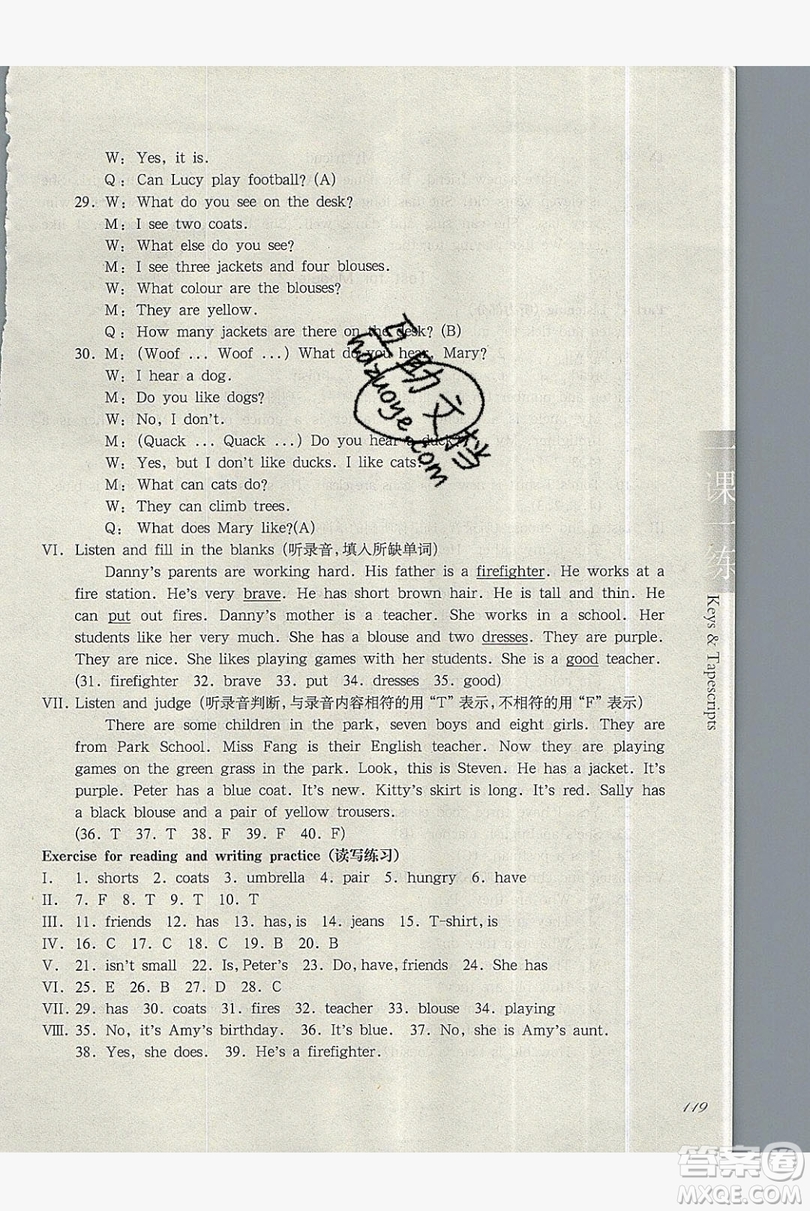 W: Yes, it is.
Q: Can Lucy play football? (A)
29. W: What do you see on the desk?
M: I see two coats.
W: What else do you see?
M: I see three jackets and four blouses.
W: What colour are the blouses?
M: They are yellow.
Q: How many jackets are there on the desk? (B)
30. M: (Woof ... Woof ...) What do you hear, Mary?
W: I hear a dog.
M: Do you like dogs?
W: No, I don't.
M: (Quack ... Quack ...) Do you hear a duck?
W: Yes, but I don't like ducks. I like cats.
W: They can climb trees.
Q: What does Mary like?(A)
VI. Listen and fill in the blanks (听录音,填入所缺单词)
Danny's parents are working hard. His father is a firefighter. He works at a
fire station. He's very brave. He has short brown hair. He has a nice uniform. He
can put out fires. Danny's mother is a teacher. She works in a school. Her
students like her very much. She has a blouse and two dresses. They are purple.
They are nice. She likes playing games with her students. She is a good teacher.
(31. firefighter 32. brave 33. put 34. dresses 35. good)
VII. Listen and judge (听录音判断,与录音内容相符的用"T"表示,不相符的用"F"表示)
There are some children in the park, seven boys and eight girls. They are
from Park School. Miss Fang is their English teacher. Now they are playing
games on the green grass in the park. Look, this is Steven. He has a jacket. It's
purple. Peter has a blue coat. It's new. Kitty's skirt is long. It's red. Sally has
a black blouse and a pair of yellow trousers.
(36. T 37. T 38. F 39. F 40. F)
Exercise for reading and writing practice (读写练习)
I. 1. shorts 2. coats 3. umbrella 4. pair 5. hungry 6. have
II. 7. F 8. T 9. T 10. T
III. 11. friends 12. has 13. has, is 14. jeans 15. T-shirt, is
IV. 16. C 17. C 18. A 19. B 20. B
V. 21. isn't small 22. Is, Peter's 23. Do, have, friends 24. She has
VI. 25. E 26. B 27. D 28. C
VII. 29. has 30. coats 31. fires 32. teacher 33. blouse 34. playing
VIII. 35. No, it's Amy's birthday. 36. It's blue. 37. No, she is Amy's aunt.
38. Yes, she does. 39. He's a firefighter.
119
一课一练
Keys & Tapescripts
互助文档
hdzuoye.com
答案圈
MXQE.COM